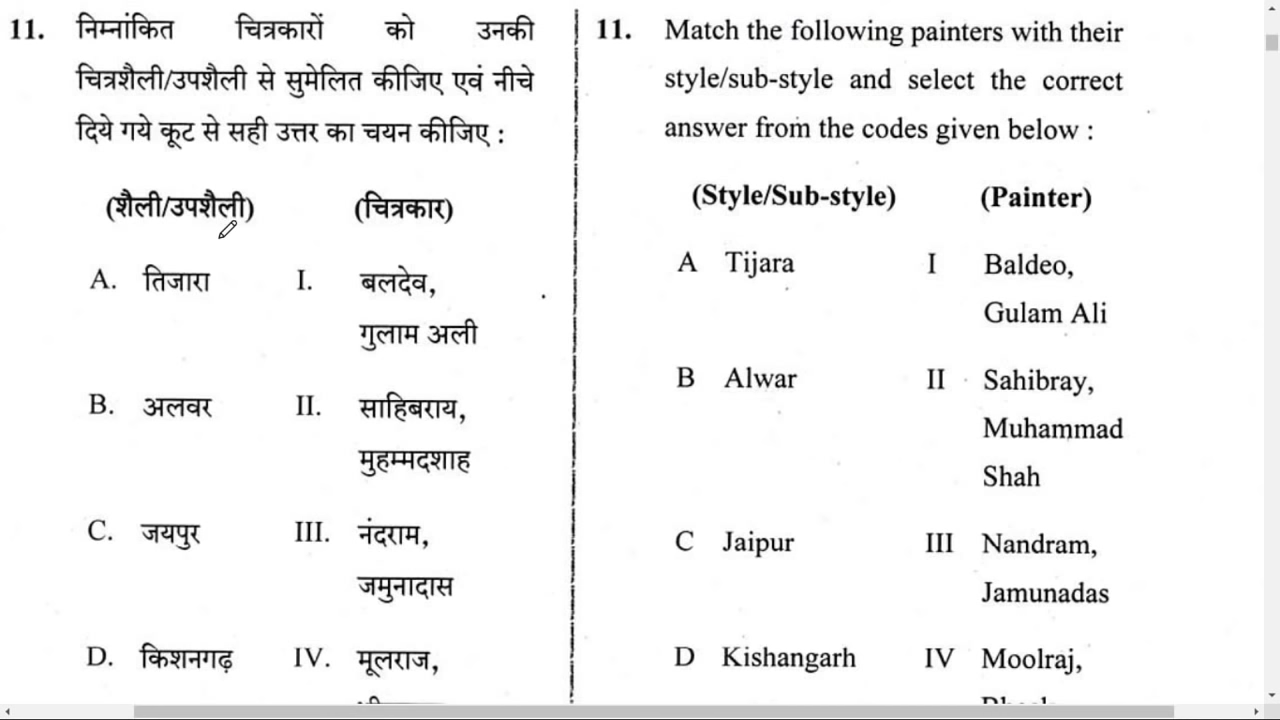 11. निम्नांकित चित्रकारों को उनकी
चित्रशैली/उपशैली से सुमेलित कीजिए एवं नीचे
दिये गये कूट से सही उत्तर का चयन कीजिए :
(शैली/उपशैली) (चित्रकार)
A. तिजारा I. बलदेव,
गुलाम अली
B. अलवर II. साहिबराय,
मुहम्मदशाह
C. जयपुर III. नंदराम,
जमुनादास
D. किशनगढ़ IV. मूलराज,
11. Match the following painters with their
style/sub-style and select the correct
answer from the codes given below :
(Style/Sub-style) (Painter)
A Tijara I Baldeo,
Gulam Ali
B Alwar II Sahibray,
Muhammad
Shah
C Jaipur III Nandram,
Jamunadas
D Kishangarh IV Moolraj,